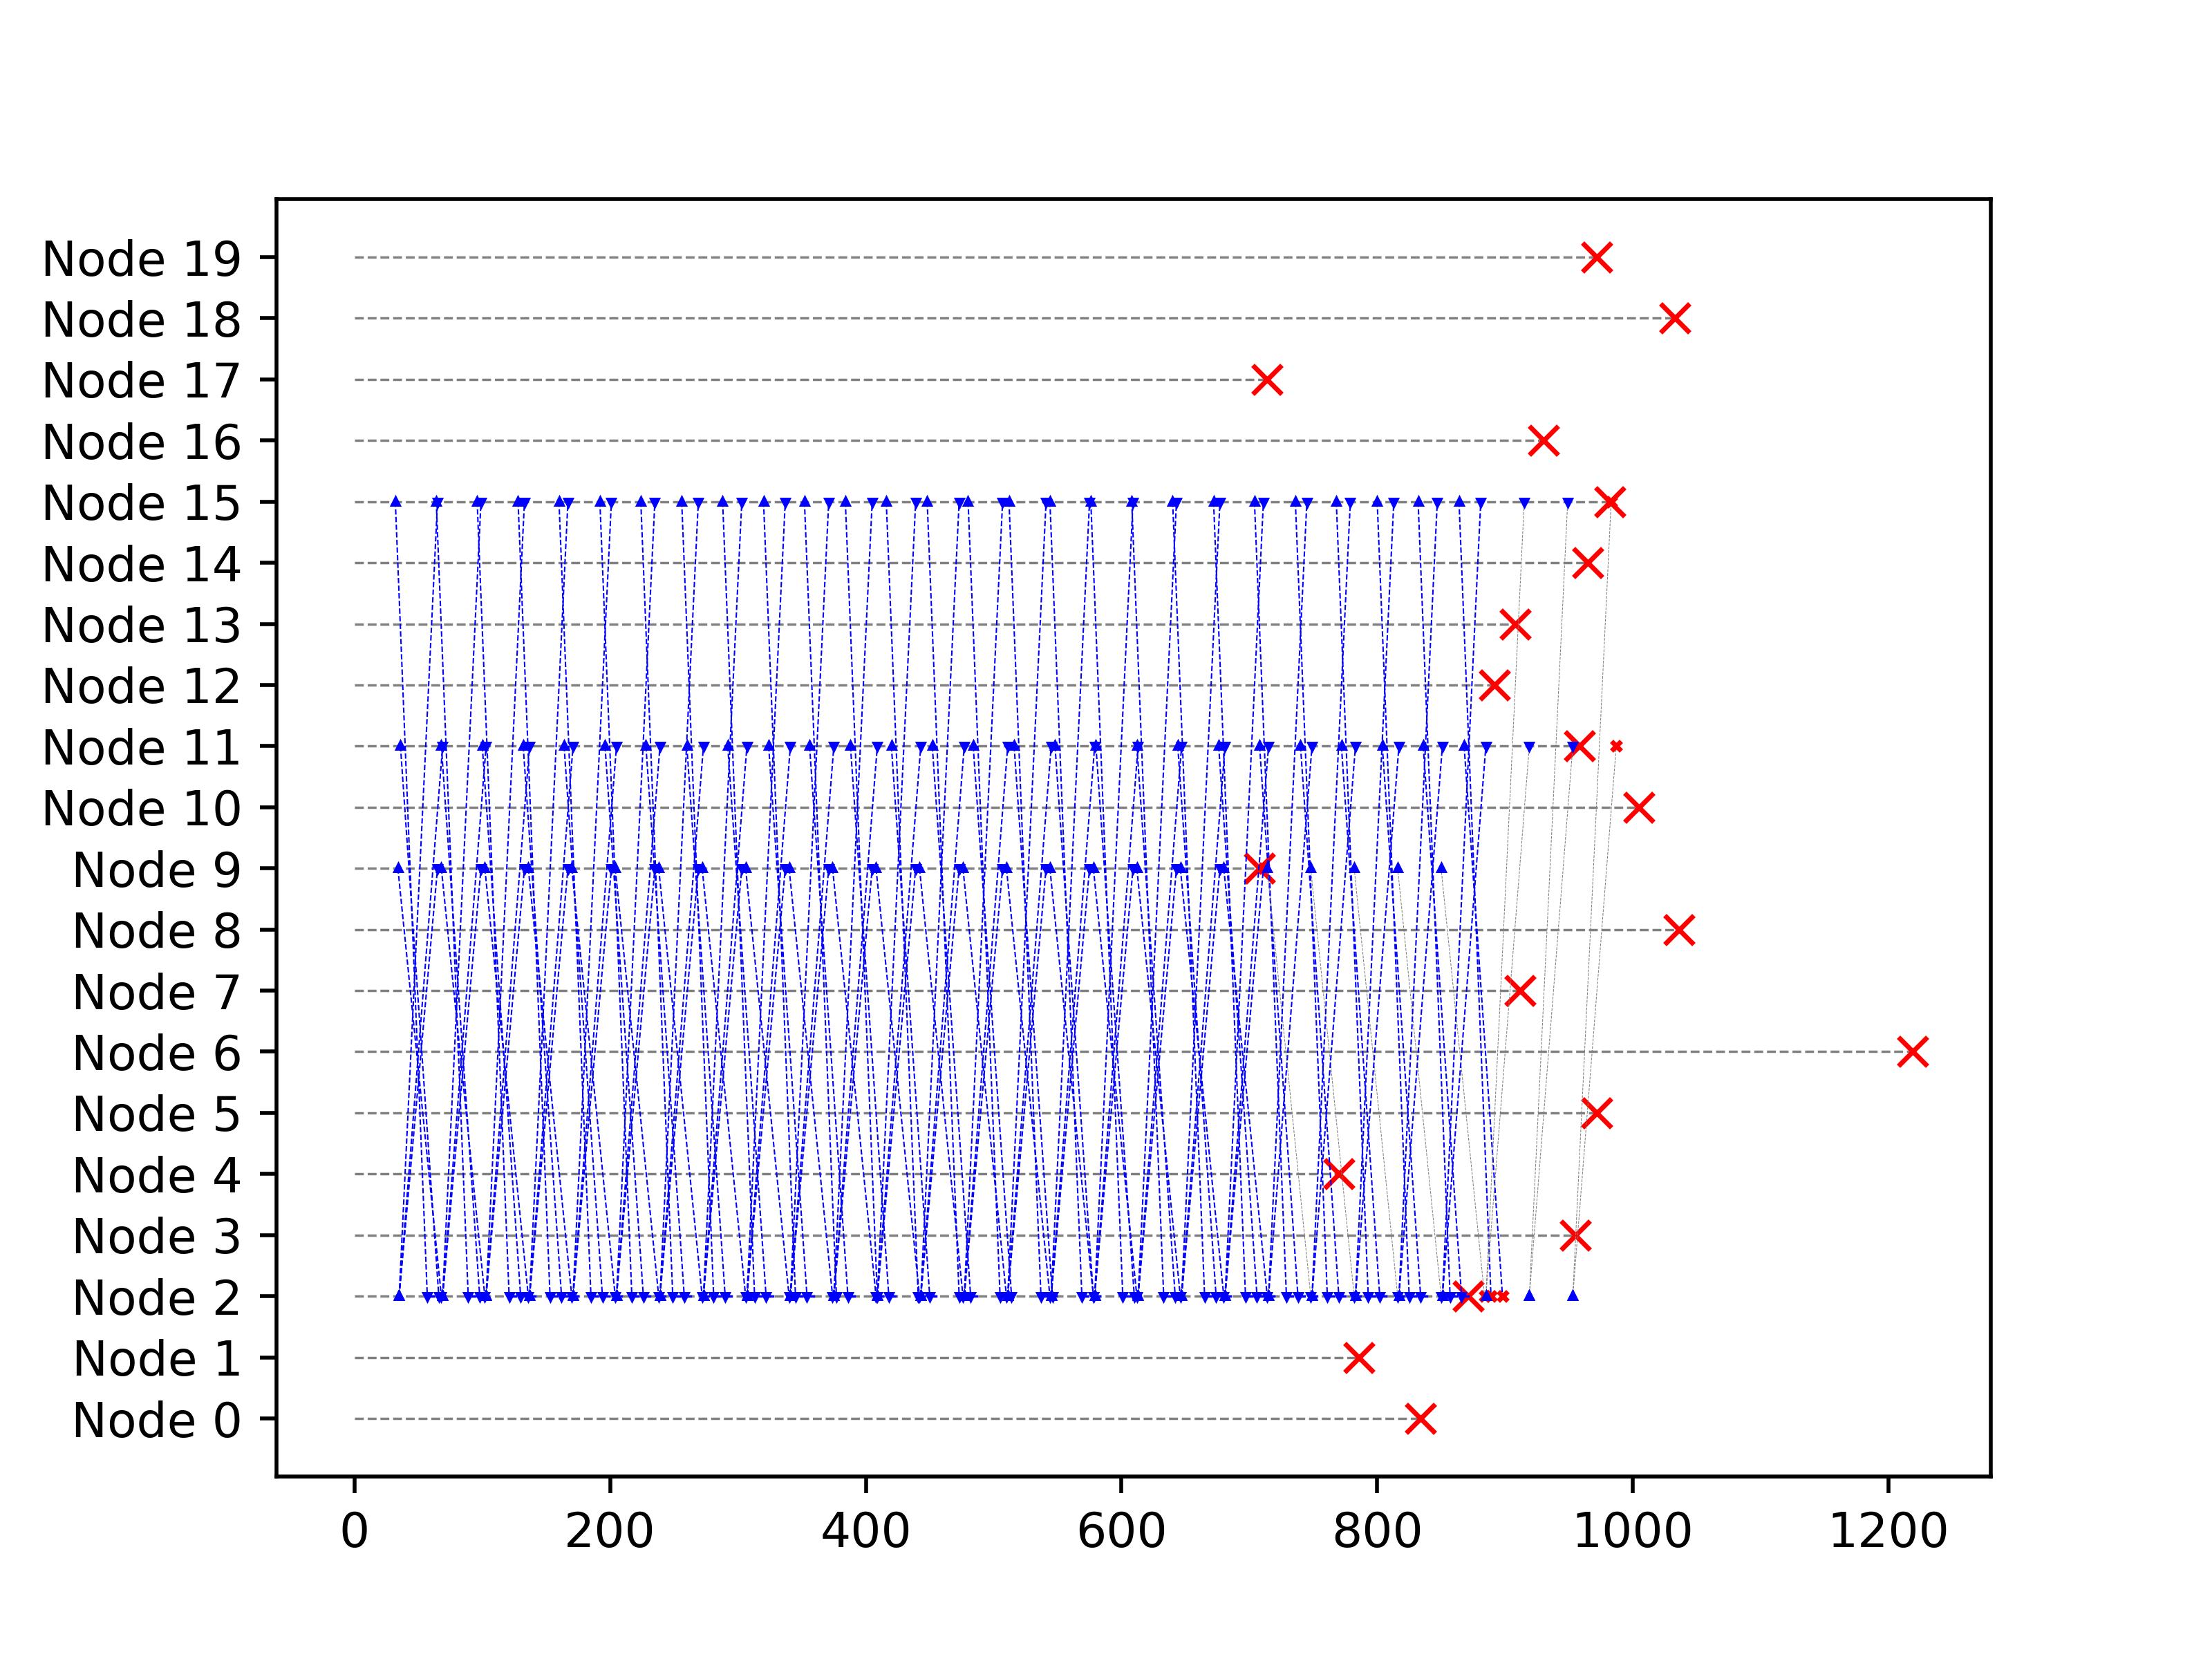 Node 19
Node 18
Node 17
Node 16
Node 15
Node 14
Node 13
Node 12
Node 11
Node 10
Node 9
Node 8
Node 7
Node 6
Node 5
Node 4
Node 3
Node 2
Node 1
Node 0
0 200 400 600 800 1000 1200